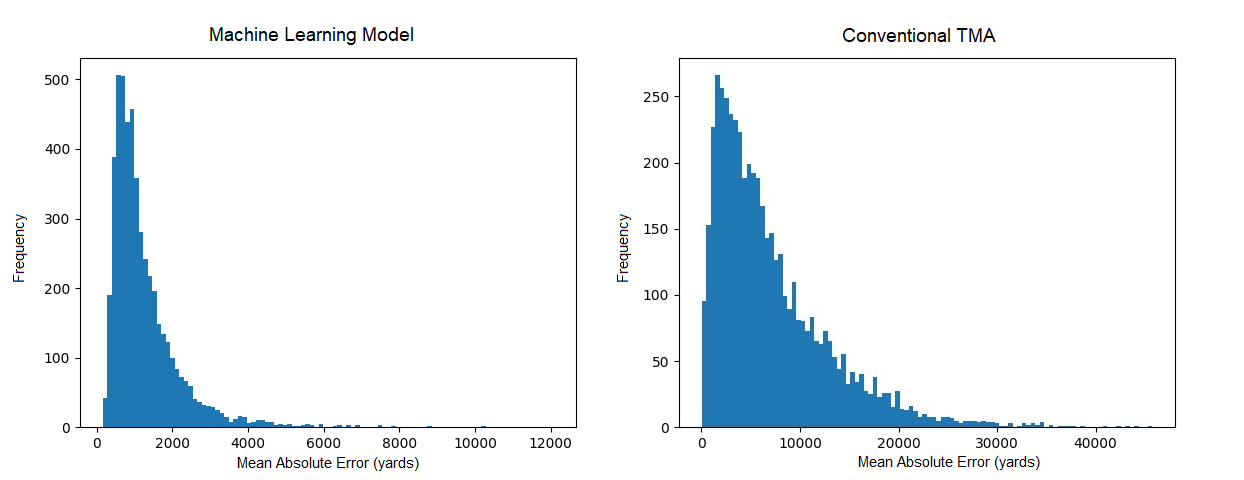 Machine Learning Model
Conventional TMA
500
400
300
200
100
0
Frequency
0 2000 4000 6000 8000 10000 12000
Mean Absolute Error (yards)
250
200
150
100
50
0
Frequency
0 10000 20000 30000 40000
Mean Absolute Error (yards)